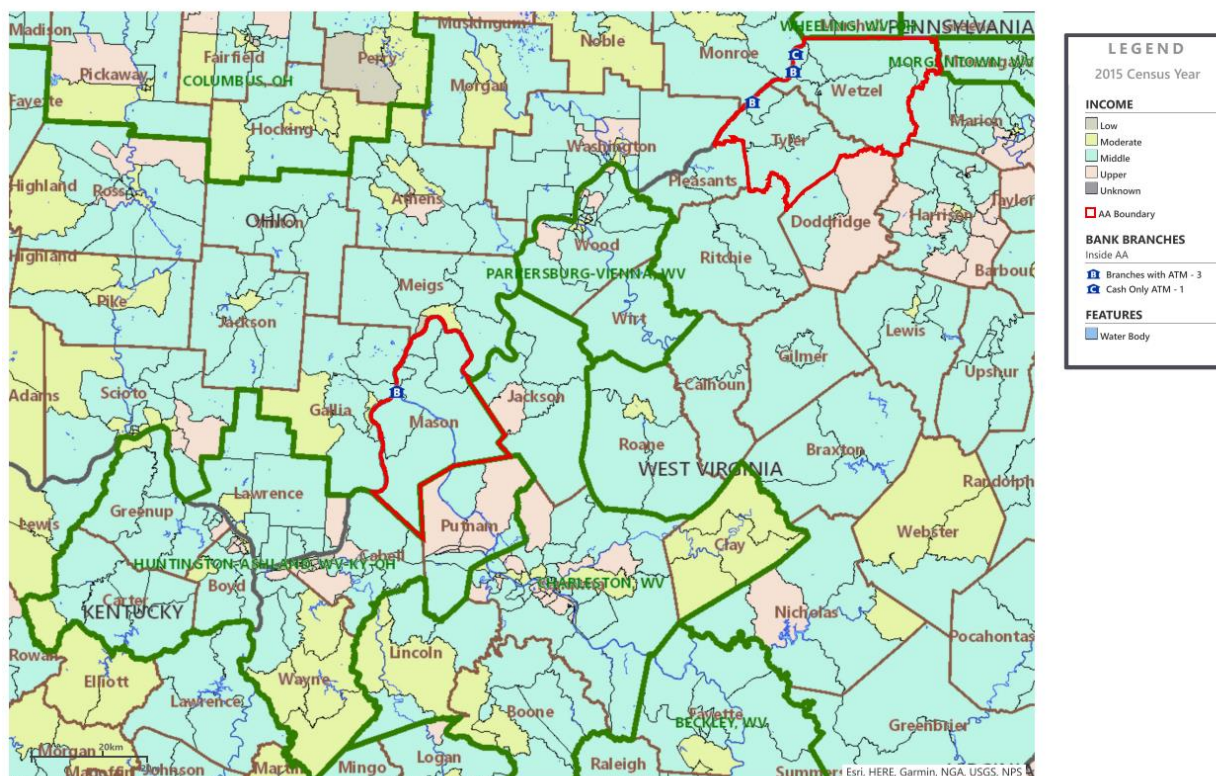 Madison
Fairfield
Muskingum
Noble
Monroe
WHEELING, WV-OH
PENNSYLVANIA
Pickaway
COLUMBUS, OH
Perry
Morgan
MORGANTOWN, WV
Wetzel
Fayette
Hocking
Washington
Marion
Tyler
Pleasants
Highland
Ross
Athens
Doddridge
Harrison
Taylor
OHIO
Vinton
Wood
Ritchie
Highland
PARKERSBURG-VIENNA, WV
Barbour
Meigs
Pike
Jackson
Wirt
Lewis
Gilmer
Upshur
Calhoun
Adams
Scioto
Gallia
Mason
Jackson
Roane
WEST VIRGINIA
Braxton
Randolph
Lawrence
Lewis
Greenup
Putnam
Webster
Clay
Cabell
HUNTINGTON-ASHLAND, WV-KY-OH
CHARLESTON, WV
Boyd
Carter
KENTUCKY
Nicholas
Pocahontas
Rowan
Lincoln
Elliott
Wayne
Lawrence
Boone
Fayette
BECKLEY, WV
Greenbrier
Morgan
20km
Logan
Johnson
Martin
Mingo
Raleigh
Summers
Esri, HERE, Garmin, NGA, USGS, NPS
LEGEND
2015 Census Year
INCOME
Low
Moderate
Middle
Upper
Unknown
AA Boundary
BANK BRANCHES
Inside AA
B Branches with ATM - 3
C Cash Only ATM - 1
FEATURES
Water Body